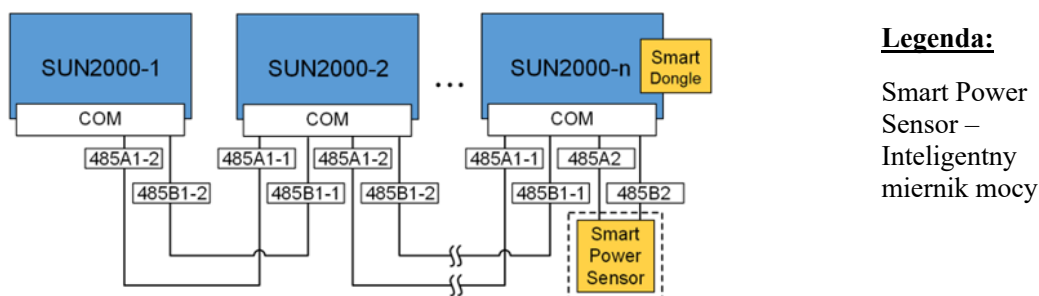 SUN2000-1
SUN2000-2
...
SUN2000-n
Smart
Dongle
COM
COM
COM
485A1-2
485A1-1
485A1-2
485A1-1
485A2
485B1-2
485B1-1
485B1-2
485B1-1
485B2
Smart
Power
Sensor
Legenda:
Smart Power
Sensor –
Inteligentny
miernik mocy